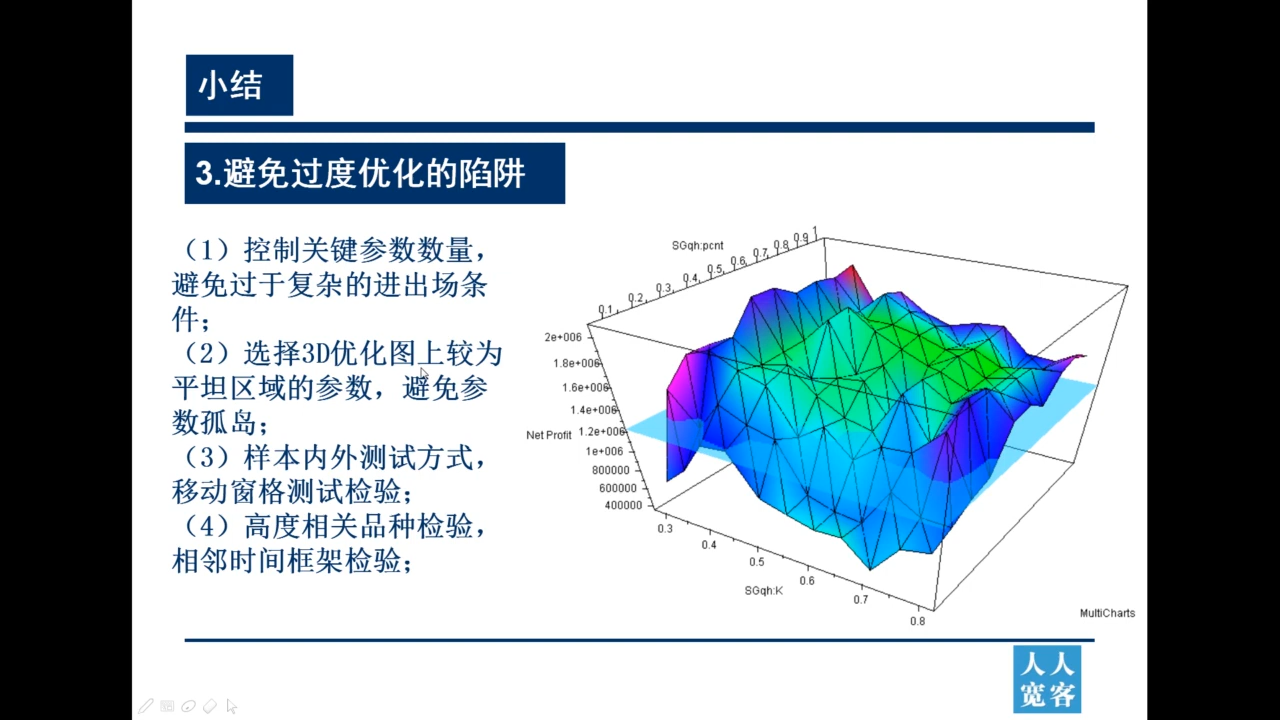 小结
3.避免过度优化的陷阱
（1）控制关键参数数量，
避免过于复杂的进出场条
件；
（2）选择3D优化图上较为
平坦区域的参数，避免参
数孤岛；
（3）样本内外测试方式，
移动窗格测试检验；
（4）高度相关品种检验，
相邻时间框架检验；
SGqh:pcnt
0.1
0.2
0.3
0.4
0.5
0.6
0.7
0.8
0.9
1
Net Profit
2e+006
1.8e+006
1.6e+006
1.4e+006
1.2e+006
1e+006
800000
600000
400000
0.3
0.4
0.5
0.6
0.7
0.8
SGqh:K
MultiCharts
人人
宽客